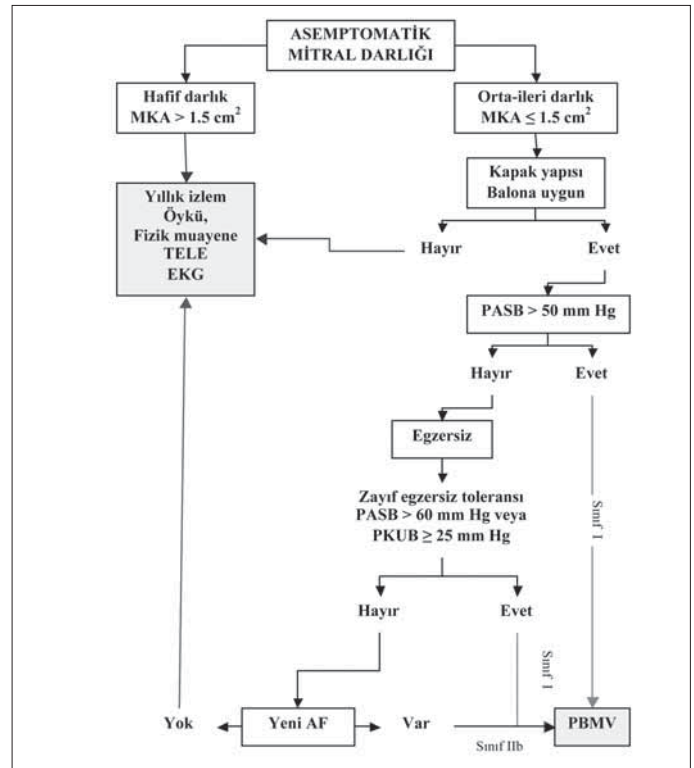 ASEMPTOMATİK
MİTRAL DARLIĞI
Hafif darlık
MKA > 1.5 cm²
Orta-ileri darlık
MKA ≤ 1.5 cm²
Kapak yapısı
Balona uygun
Yıllık izlem
Öykü,
Fizik muayene
TELE
EKG
Hayır
Evet
PASB > 50 mm Hg
Hayır
Evet
Egzersiz
Zayıf egzersiz toleransı
PASB > 60 mm Hg veya
PKUB ≥ 25 mm Hg
Sınıf I
Hayır
Evet
Sınıf I
Yok
Yeni AF
Var
Sınıf IIb
PBMV